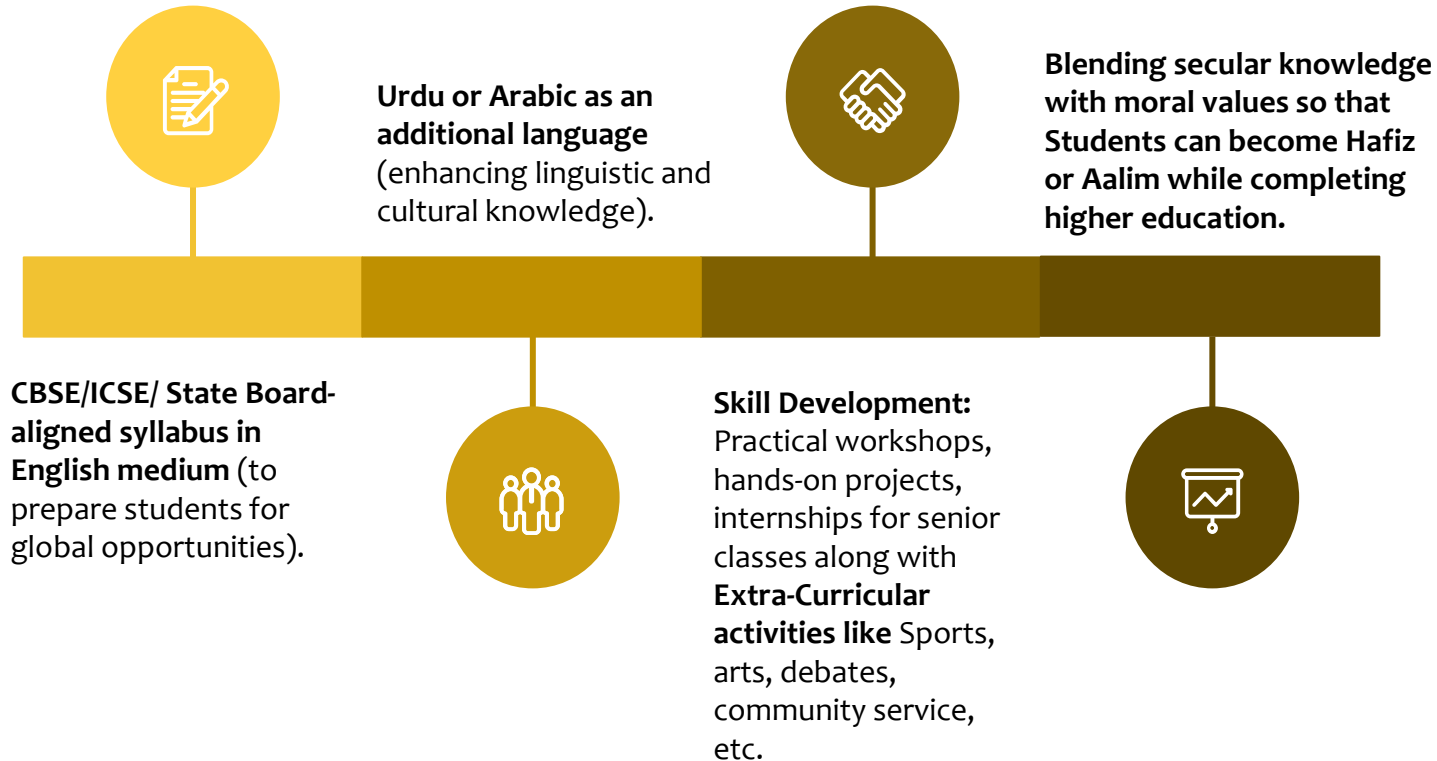 CBSE/ICSE/ State Board-
aligned syllabus in
English medium (to
prepare students for
global opportunities).
Urdu or Arabic as an
additional language
(enhancing linguistic and
cultural knowledge).
Skill Development:
Practical workshops,
hands-on projects,
internships for senior
classes along with
Extra-Curricular
activities like Sports,
arts, debates,
community service,
etc.
Blending secular knowledge
with moral values so that
Students can become Hafiz
or Aalim while completing
higher education.